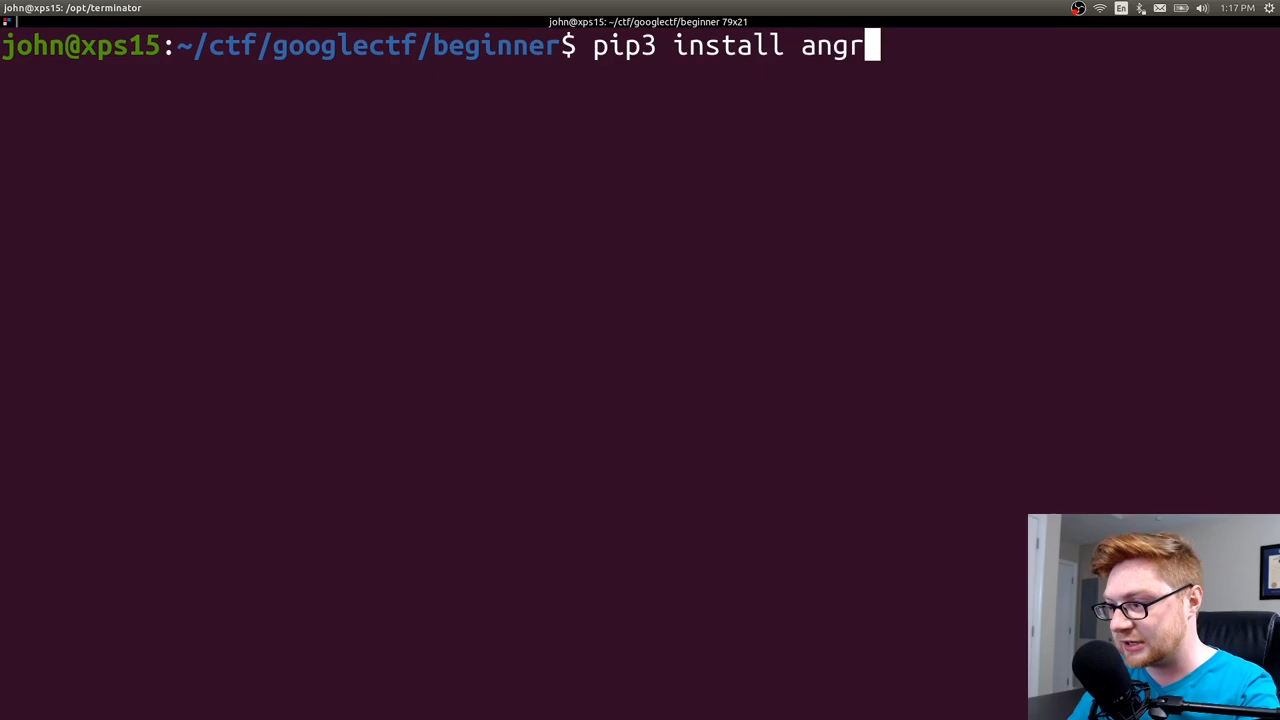 john@xps15: /opt/terminator
En
1:17 PM
john@xps15: ~/ctf/googlectf/beginner 79x21
john@xps15:~/ctf/googlectf/beginner$ pip3 install angr